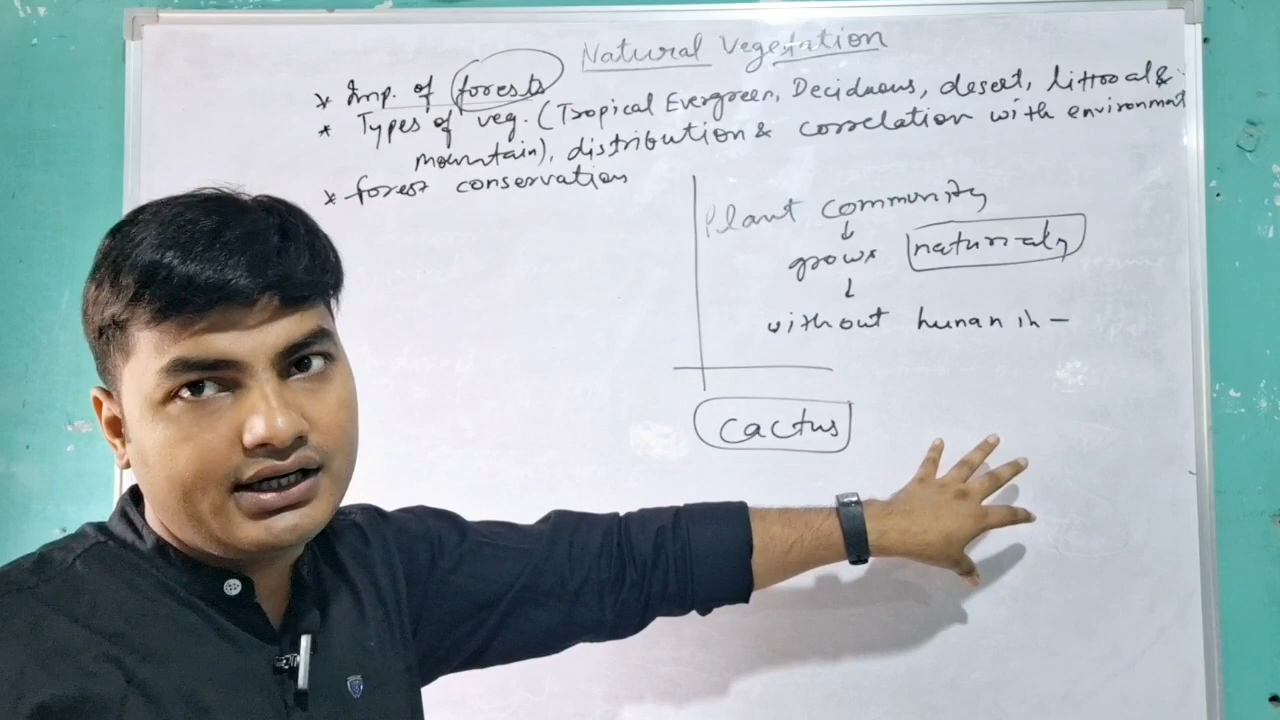 Natural Vegetation
* Imp. of forests
* Types of veg. (Tropical Evergreen, Deciduous, desert, littoral &
mountain), distribution & correlation with environment
* forest conservation
Plant community
↓
grows naturally
↓
without human in -
cactus